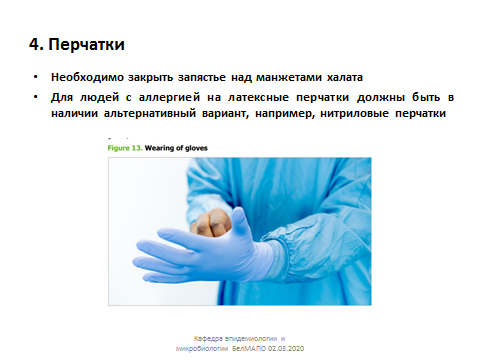 4. Перчатки
• Необходимо закрыть запястье над манжетами халата
• Для людей с аллергией на латексные перчатки должны быть в
наличии альтернативный вариант, например, нитриловые перчатки
Figure 13. Wearing of gloves
Кафедра эпидемиологии и
микробиологии БелМАПО 02.03.2020